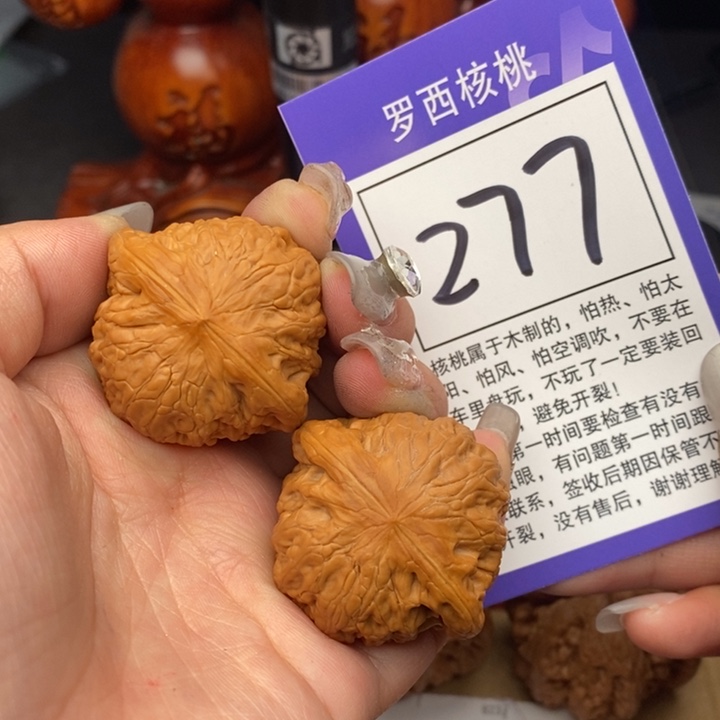 罗西核桃
277
核桃属于木制的，怕热、怕太
阳、怕风、怕空调吹，不要在
车里盘玩，不玩了一定要装回
，避免开裂！
第一时间要检查有没有
眼，有问题第一时间跟
联系，签收后期因保管不
开裂，没有售后，谢谢理解